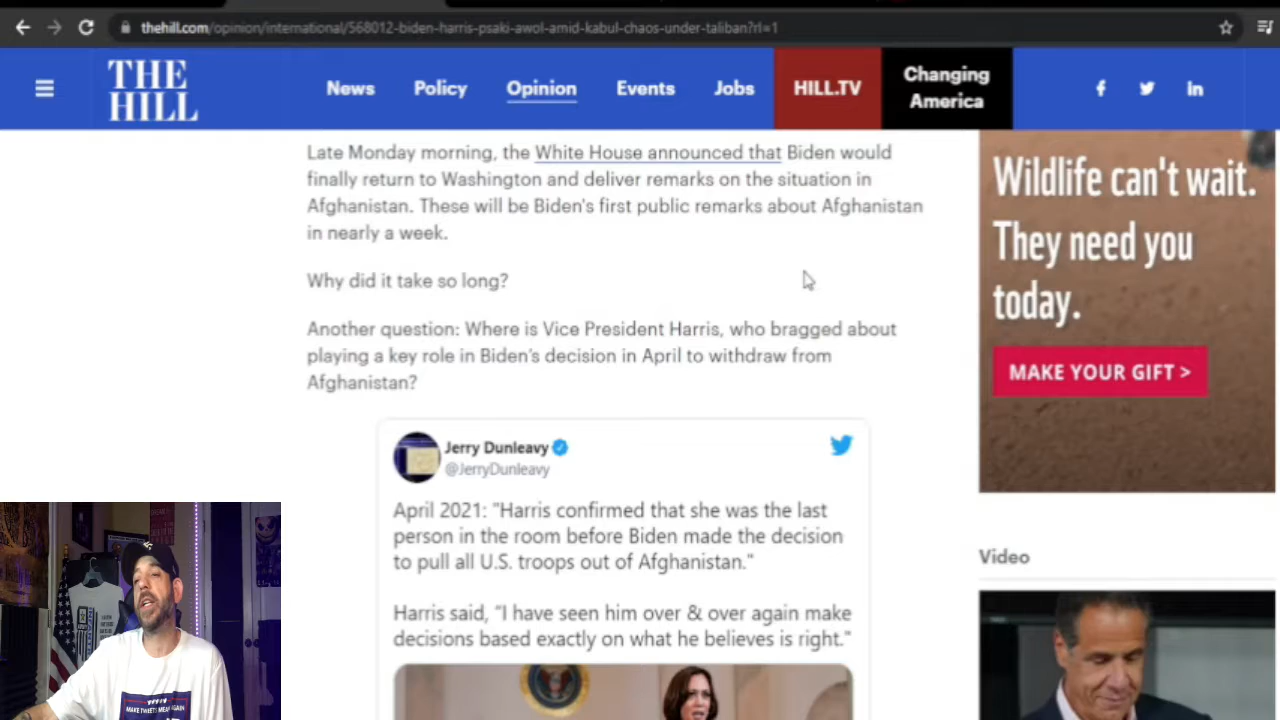 thehill.com/opinion/international/568012-biden-harris-psaki-awol-amid-kabul-chaos-under-taliban?rl=1
THE HILL
News
Policy
Opinion
Events
Jobs
HILL.TV
Changing America
Late Monday morning, the White House announced that Biden would
finally return to Washington and deliver remarks on the situation in
Afghanistan. These will be Biden's first public remarks about Afghanistan
in nearly a week.
Why did it take so long?
Another question: Where is Vice President Harris, who bragged about
playing a key role in Biden's decision in April to withdraw from
Afghanistan?
Jerry Dunleavy
@JerryDunleavy
April 2021: "Harris confirmed that she was the last
person in the room before Biden made the decision
to pull all U.S. troops out of Afghanistan."
Harris said, "I have seen him over & over again make
decisions based exactly on what he believes is right."
Wildlife can't wait.
They need you
today.
MAKE YOUR GIFT >
Video
MAKE TWEETS MEAN AGAIN